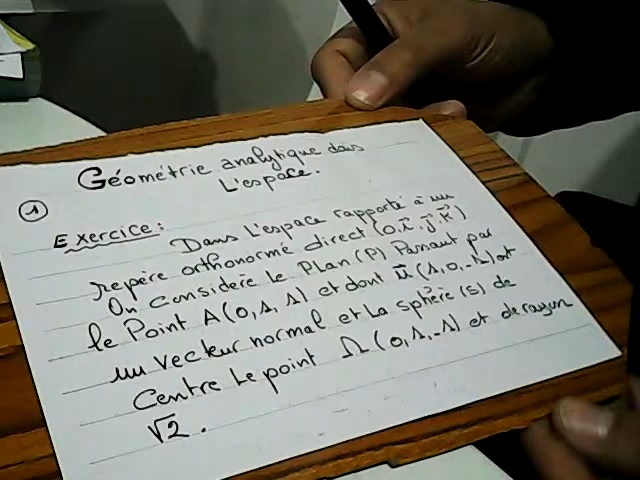 Géométrie analytique dans
L'espace.
①
Exercice:
Dans L'espace rapporté à un
repère orthonormé direct (o,i⃗,j⃗,k⃗)
On Considère le Plan (P) Passant par
le Point A(0,1,1) et dont u⃗(1,0,-1) est
un vecteur normal et La sphère (S) de
Centre Le point Ω(0,1,-1) et de rayon
√2.